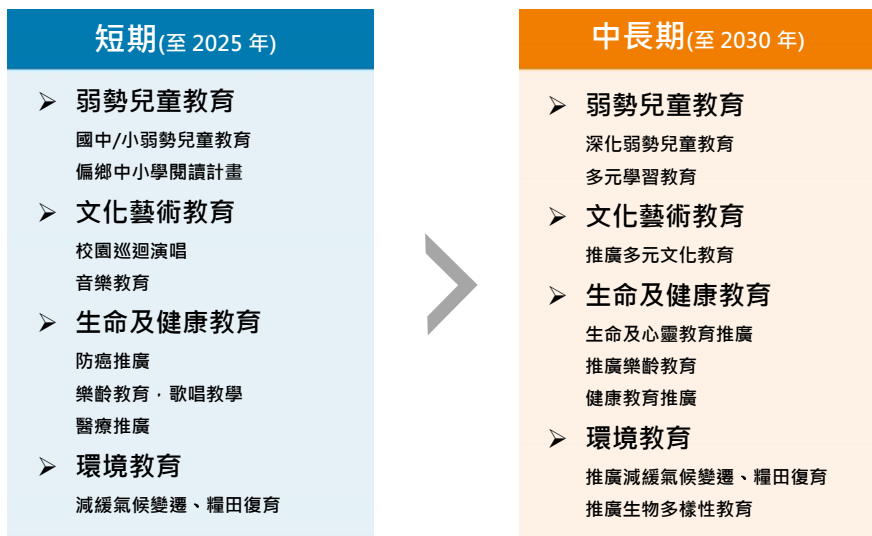 短期(至 2025 年)
➢ 弱勢兒童教育
國中/小弱勢兒童教育
偏鄉中小學閱讀計畫
➢ 文化藝術教育
校園巡迴演唱
音樂教育
➢ 生命及健康教育
防癌推廣
樂齡教育，歌唱教學
醫療推廣
➢ 環境教育
減緩氣候變遷、糧田復育
中長期(至 2030 年)
➢ 弱勢兒童教育
深化弱勢兒童教育
多元學習教育
➢ 文化藝術教育
推廣多元文化教育
➢ 生命及健康教育
生命及心靈教育推廣
推廣樂齡教育
健康教育推廣
➢ 環境教育
推廣減緩氣候變遷、糧田復育
推廣生物多樣性教育